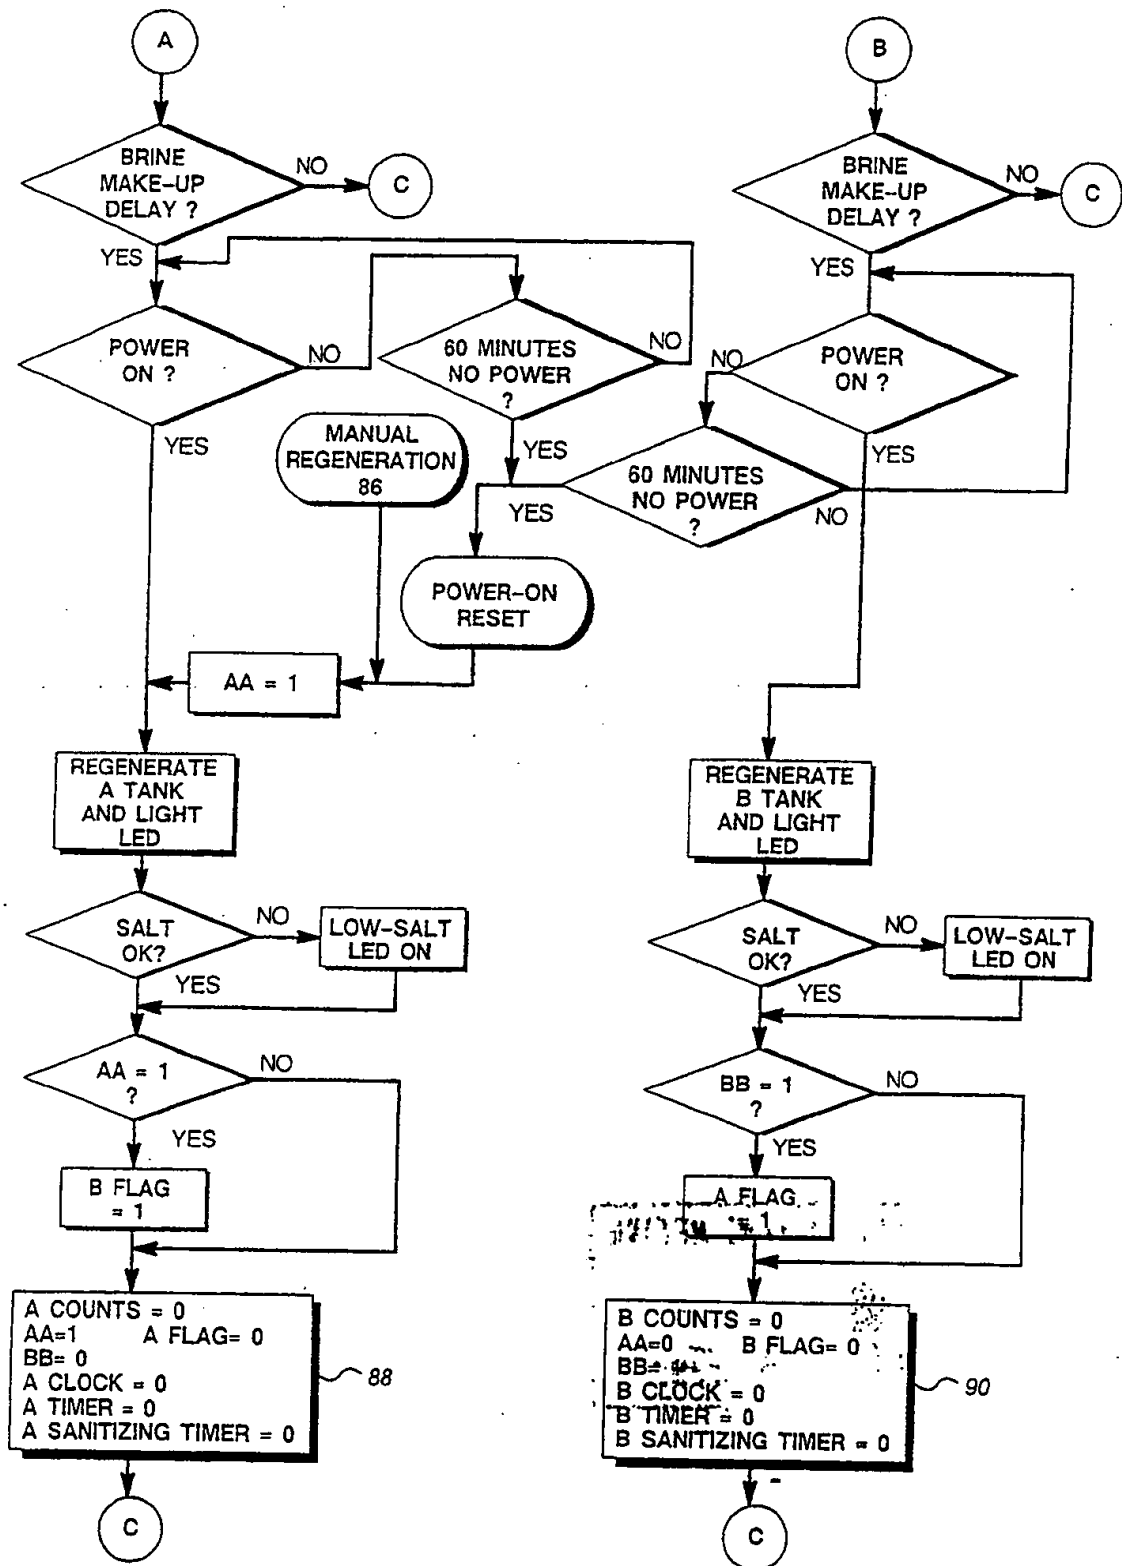 A
BRINE
MAKE-UP
DELAY ?
NO
C
YES
POWER
ON ?
NO
60 MINUTES
NO POWER
?
NO
YES
YES
MANUAL
REGENERATION
86
POWER-ON
RESET
AA = 1
REGENERATE
A TANK
AND LIGHT
LED
SALT
OK?
NO
LOW-SALT
LED ON
YES
AA = 1
?
NO
YES
B FLAG
= 1
A COUNTS = 0
AA=1 A FLAG= 0
BB= 0
A CLOCK = 0
A TIMER = 0
A SANITIZING TIMER = 0
88
C
B
BRINE
MAKE-UP
DELAY ?
NO
C
YES
POWER
ON ?
NO
YES
60 MINUTES
NO POWER
?
YES
NO
REGENERATE
B TANK
AND LIGHT
LED
SALT
OK?
NO
LOW-SALT
LED ON
YES
BB = 1
?
NO
YES
A FLAG
= 1
B COUNTS = 0
AA=0 B FLAG= 0
BB=
B CLOCK = 0
B TIMER = 0
B SANITIZING TIMER = 0
90
C